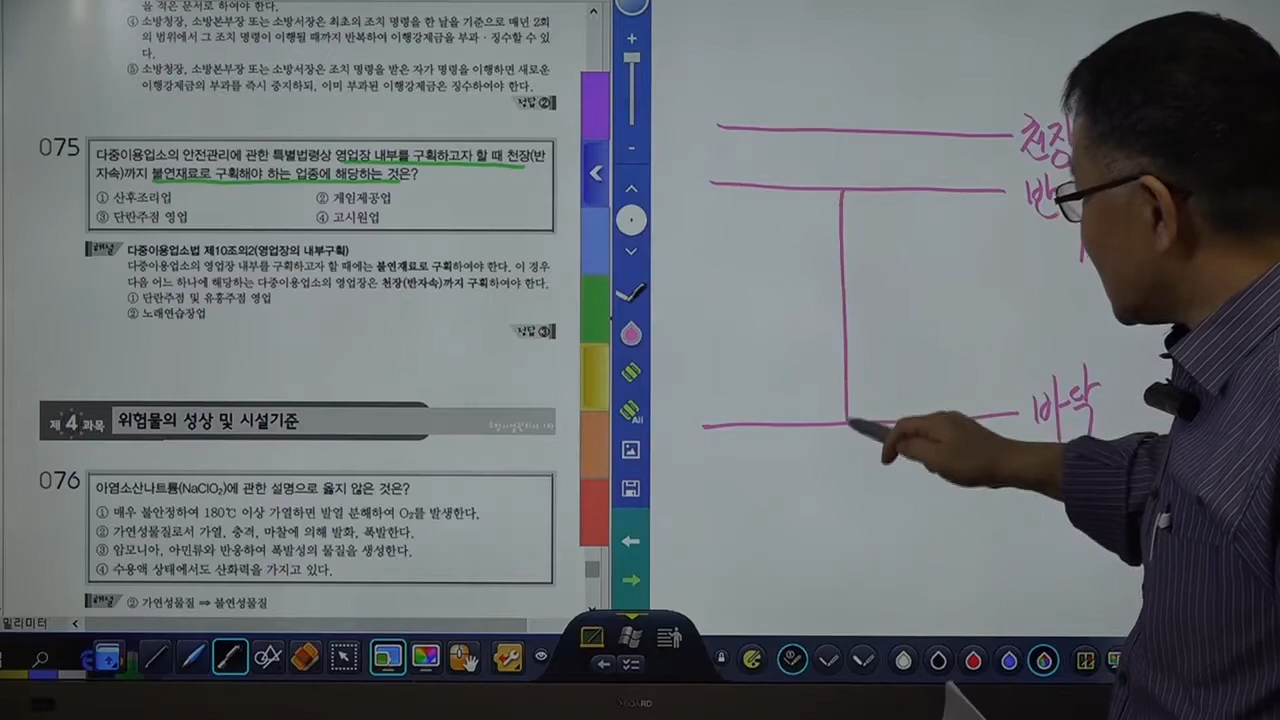 을 적은 문서로 하여야 한다.
④ 소방청장, 소방본부장 또는 소방서장은 최초의 조치 명령을 한 날을 기준으로 매년 2회
의 범위에서 그 조치 명령이 이행될 때까지 반복하여 이행강제금을 부과·징수할 수 있
다.
⑤ 소방청장, 소방본부장 또는 소방서장은 조치 명령을 받은 자가 명령을 이행하면 새로운
이행강제금의 부과를 즉시 중지하되, 이미 부과된 이행강제금은 징수하여야 한다.
정답 ②
075
다중이용업소의 안전관리에 관한 특별법령상 영업장 내부를 구획하고자 할 때 천장(반
자속)까지 불연재료로 구획해야 하는 업종에 해당하는 것은?
① 산후조리업 ② 게임제공업
③ 단란주점 영업 ④ 고시원업
해설 다중이용업소법 제10조의2(영업장의 내부구획)
다중이용업소의 영업장 내부를 구획하고자 할 때에는 불연재료로 구획하여야 한다. 이 경우
다음 어느 하나에 해당하는 다중이용업소의 영업장은 천장(반자속)까지 구획하여야 한다.
① 단란주점 및 유흥주점 영업
② 노래연습장업
정답 ③
제4과목 위험물의 성상 및 시설기준
076
아염소산나트륨(NaClO₂)에 관한 설명으로 옳지 않은 것은?
① 매우 불안정하여 180℃ 이상 가열하면 발열 분해하여 O₂를 발생한다.
② 가연성물질로서 가열, 충격, 마찰에 의해 발화, 폭발한다.
③ 암모니아, 아민류와 반응하여 폭발성의 물질을 생성한다.
④ 수용액 상태에서도 산화력을 가지고 있다.
해설 ② 가연성물질 ⇒ 불연성물질
밀리미터
All
천장
반
바닥